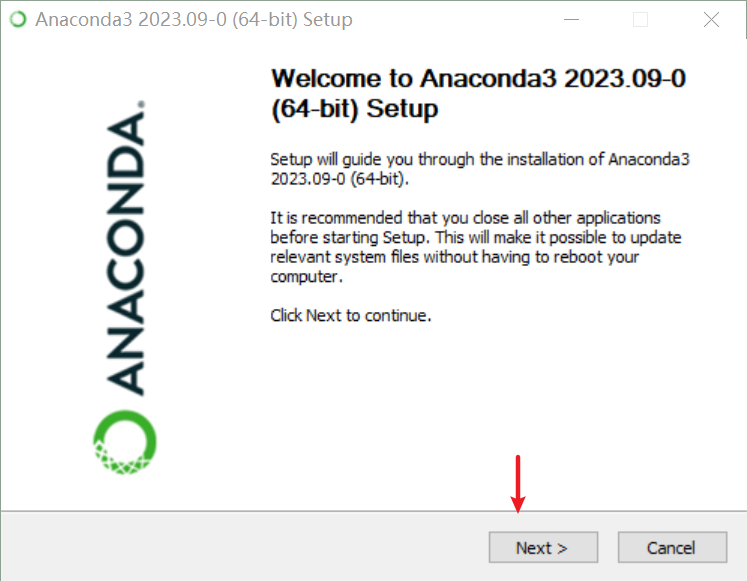 Anaconda3 2023.09-0 (64-bit) Setup
Welcome to Anaconda3 2023.09-0
(64-bit) Setup
Setup will guide you through the installation of Anaconda3
2023.09-0 (64-bit).
It is recommended that you close all other applications
before starting Setup. This will make it possible to update
relevant system files without having to reboot your
computer.
Click Next to continue.
ANACONDA.
Next >
Cancel